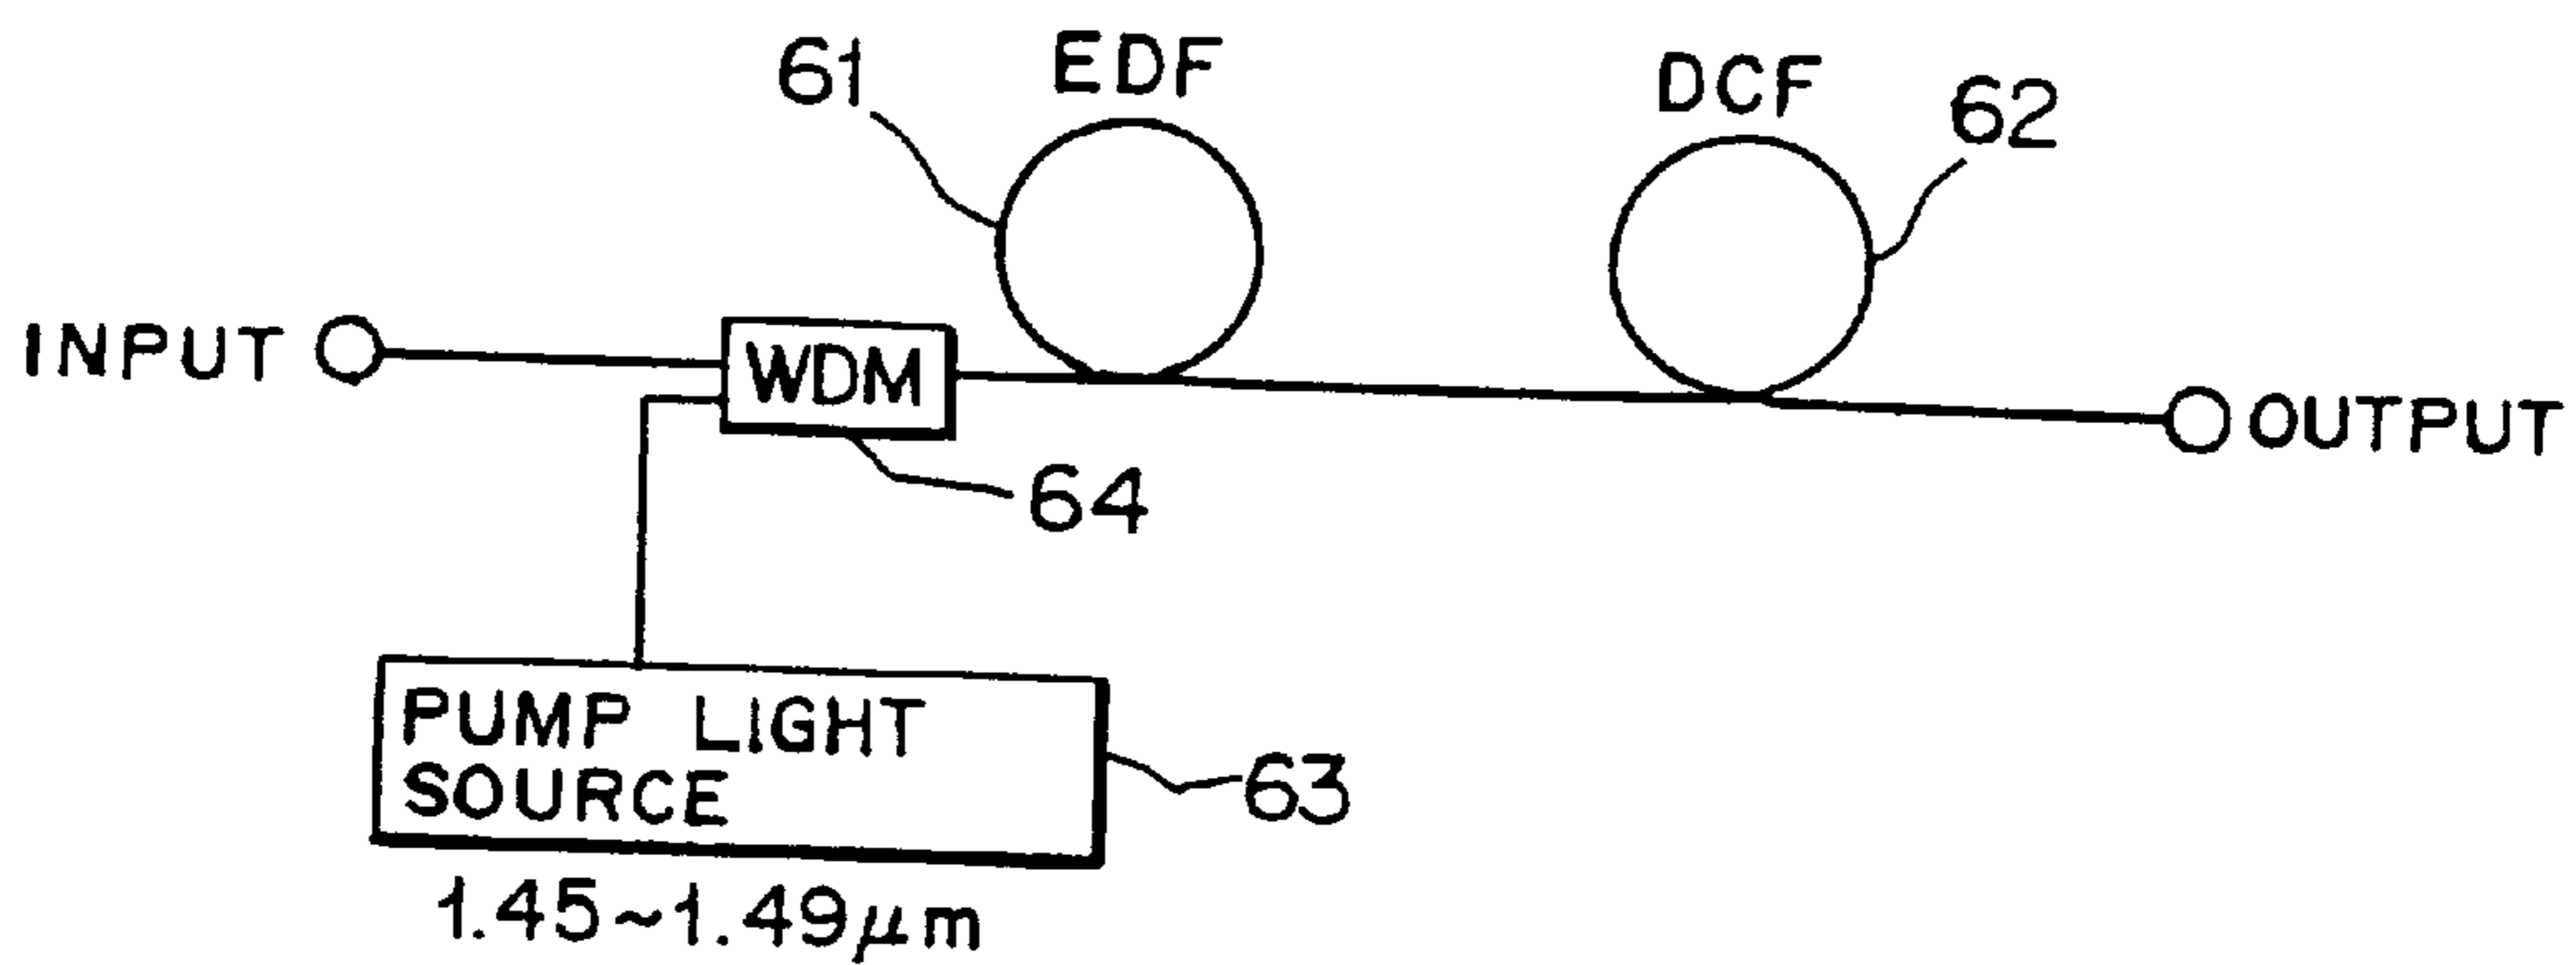 61
EDF
DCF
62
INPUT
WDM
OUTPUT
64
PUMP LIGHT
SOURCE
63
1.45~1.49μm